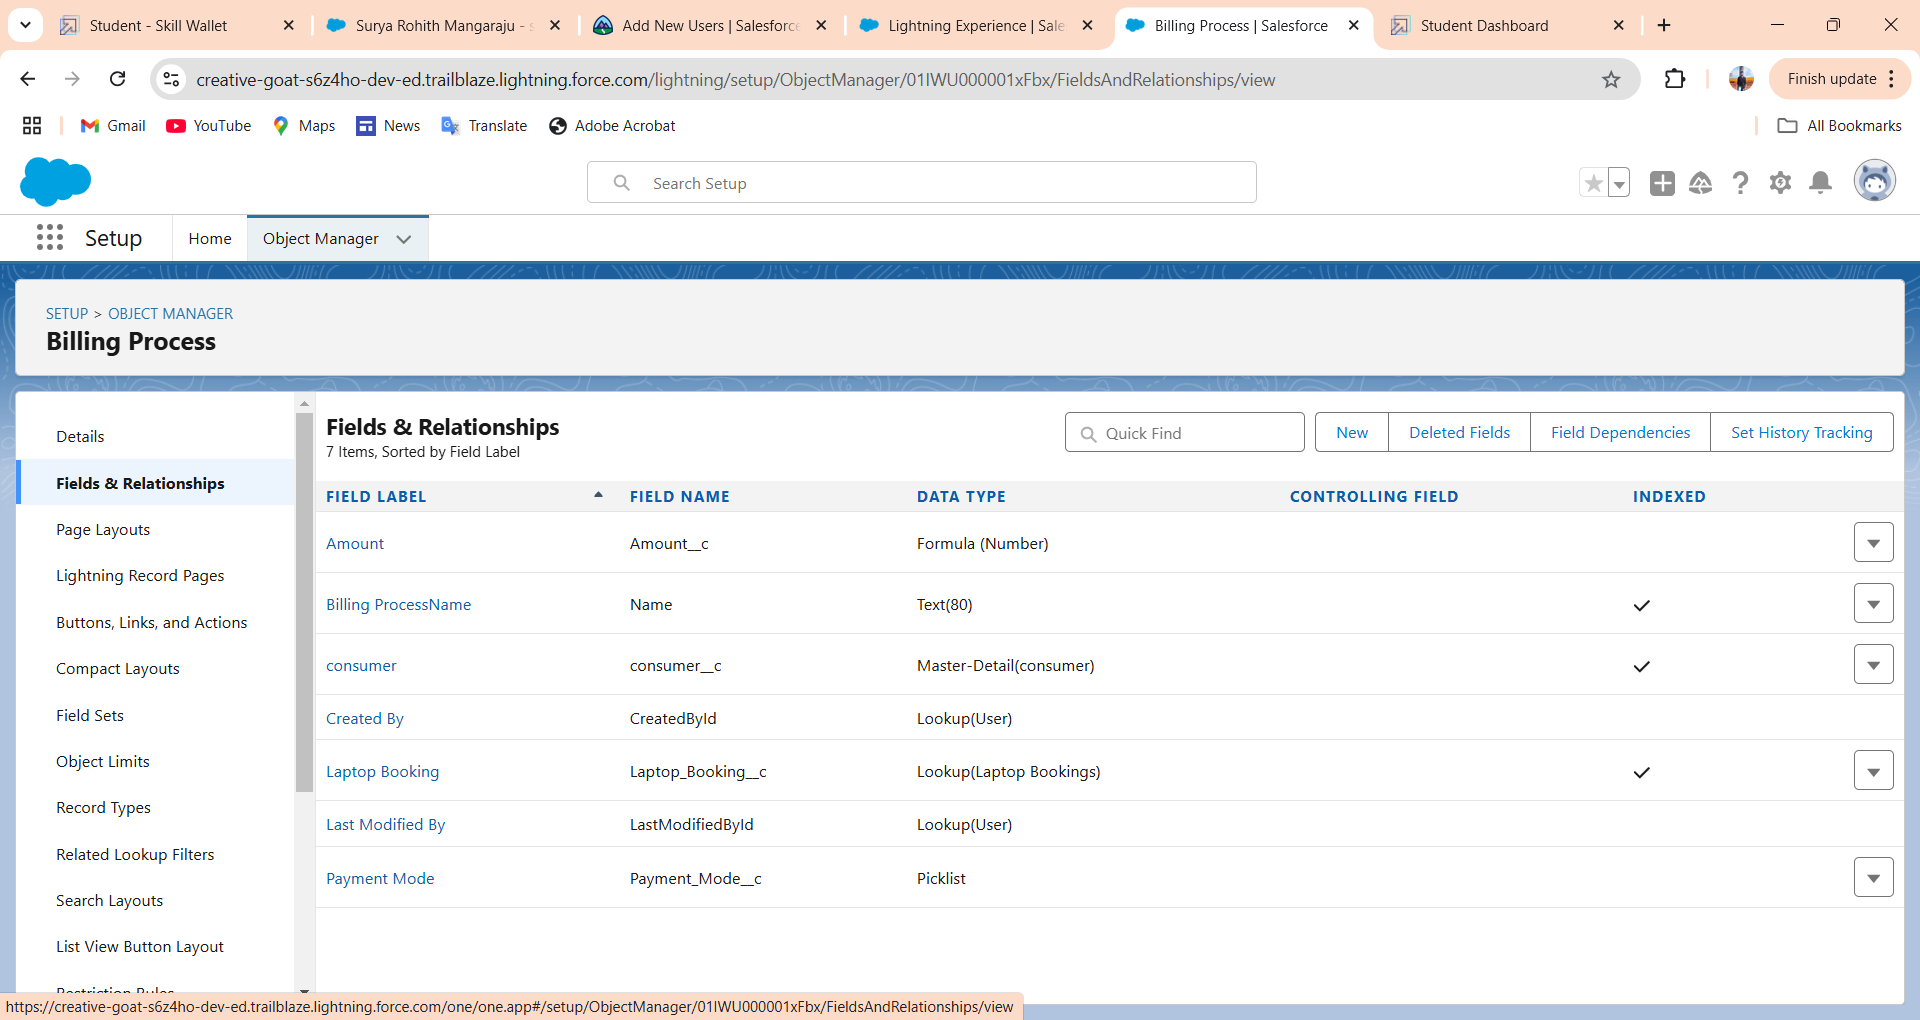 Student - Skill Wallet
Surya Rohith Mangaraju - s
Add New Users | Salesforce
Lightning Experience | Sale
Billing Process | Salesforce
Student Dashboard
creative-goat-s6z4ho-dev-ed.trailblaze.lightning.force.com/lightning/setup/ObjectManager/01IWU000001xFbx/FieldsAndRelationships/view
Finish update
Gmail
YouTube
Maps
News
Translate
Adobe Acrobat
All Bookmarks
Search Setup
Setup
Home
Object Manager
SETUP > OBJECT MANAGER
Billing Process
Details
Fields & Relationships
Page Layouts
Lightning Record Pages
Buttons, Links, and Actions
Compact Layouts
Field Sets
Object Limits
Record Types
Related Lookup Filters
Search Layouts
List View Button Layout
Restriction Rules
Fields & Relationships
7 Items, Sorted by Field Label
Quick Find
New
Deleted Fields
Field Dependencies
Set History Tracking
FIELD LABEL FIELD NAME DATA TYPE CONTROLLING FIELD INDEXED
Amount Amount__c Formula (Number)
Billing ProcessName Name Text(80)
consumer consumer__c Master-Detail(consumer)
Created By CreatedById Lookup(User)
Laptop Booking Laptop_Booking__c Lookup(Laptop Bookings)
Last Modified By LastModifiedById Lookup(User)
Payment Mode Payment_Mode__c Picklist
https://creative-goat-s6z4ho-dev-ed.trailblaze.lightning.force.com/one/one.app#/setup/ObjectManager/01IWU000001xFbx/FieldsAndRelationships/view